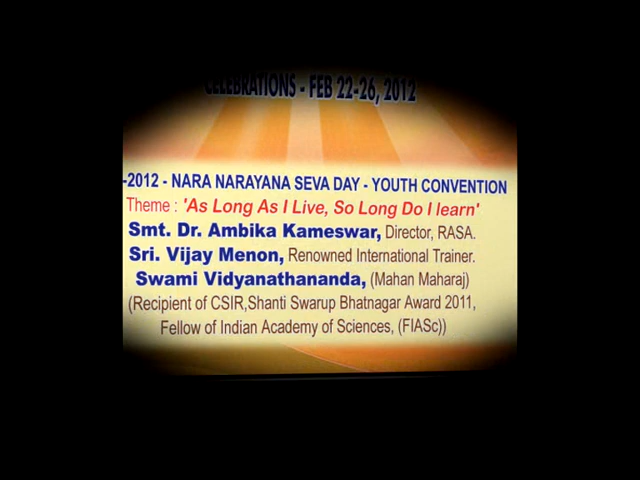 CELEBRATIONS - FEB 22-26, 2012
-2012 - NARA NARAYANA SEVA DAY - YOUTH CONVENTION
Theme : 'As Long As I Live, So Long Do I learn'
Smt. Dr. Ambika Kameswar, Director, RASA.
Sri. Vijay Menon, Renowned International Trainer.
Swami Vidyanathananda, (Mahan Maharaj)
(Recipient of CSIR,Shanti Swarup Bhatnagar Award 2011,
Fellow of Indian Academy of Sciences, (FIASc))